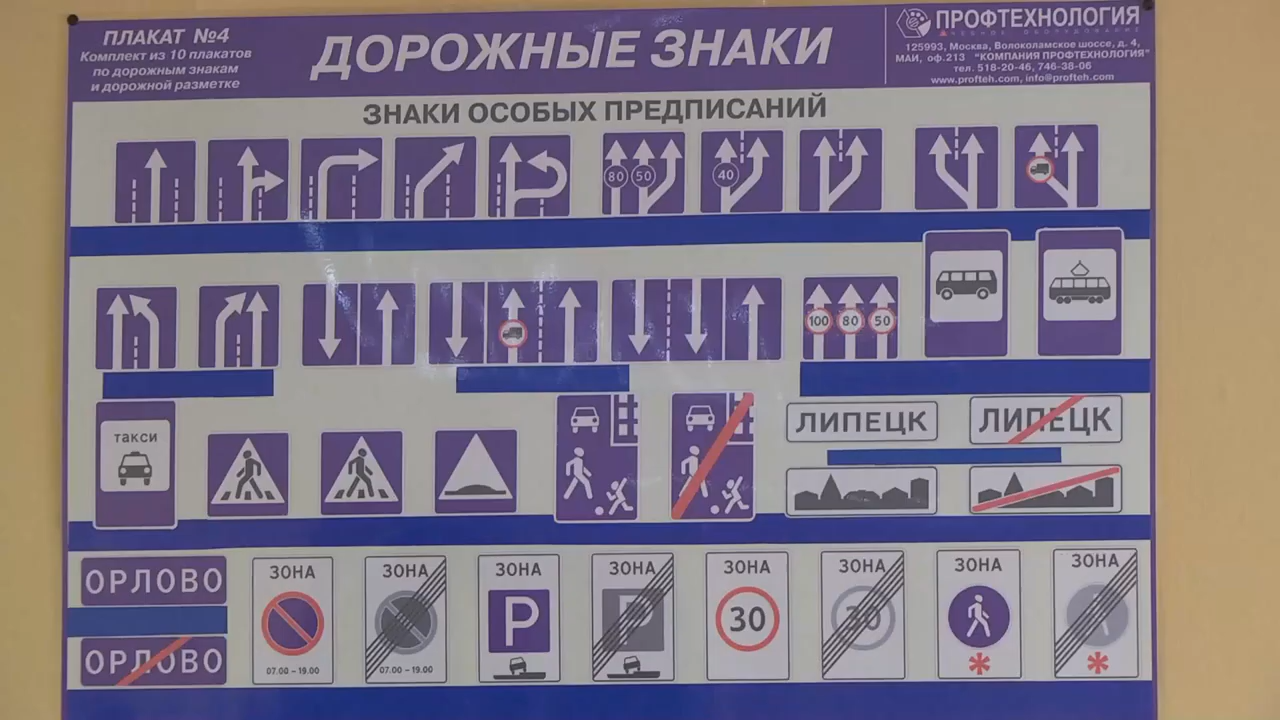 ПЛАКАТ №4
Комплект из 10 плакатов
по дорожным знакам
и дорожной разметке
ДОРОЖНЫЕ ЗНАКИ
ПРОФТЕХНОЛОГИЯ
УЧЕБНОЕ ОБОРУДОВАНИЕ
125993, Москва, Волоколамское шоссе, д. 4,
МАИ, оф.213 "КОМПАНИЯ ПРОФТЕХНОЛОГИЯ"
тел. 518-20-46, 746-38-06
www.profteh.com, info@profteh.com
ЗНАКИ ОСОБЫХ ПРЕДПИСАНИЙ
80 50
40
100 80 50
такси
ЛИПЕЦК
ЛИПЕЦК
ОРЛОВО
ОРЛОВО
ЗОНА
07.00 – 19.00
ЗОНА
07.00 – 19.00
ЗОНА
P
ЗОНА
P
ЗОНА
30
ЗОНА
30
ЗОНА
*
ЗОНА
*